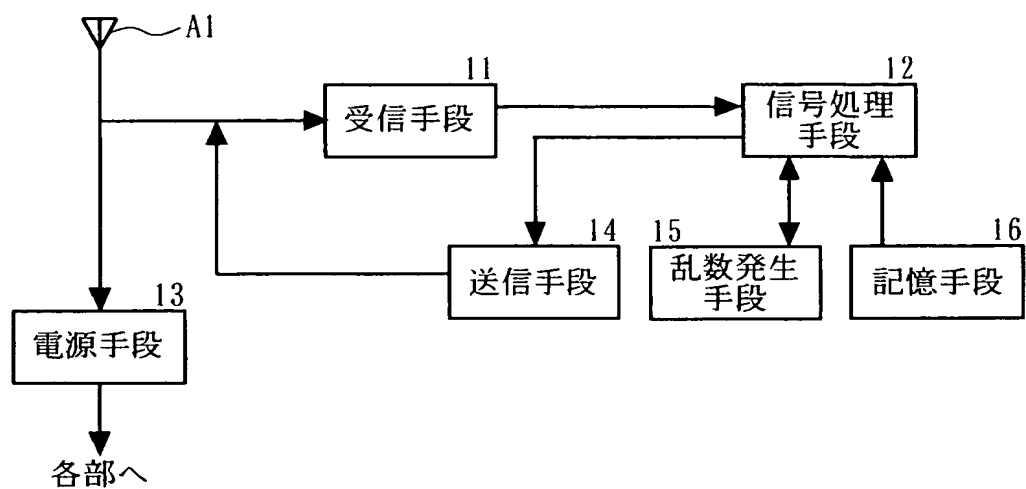 A1
11
受信手段
12
信号処理
手段
14
送信手段
15
乱数発生
手段
16
記憶手段
13
電源手段
各部へ